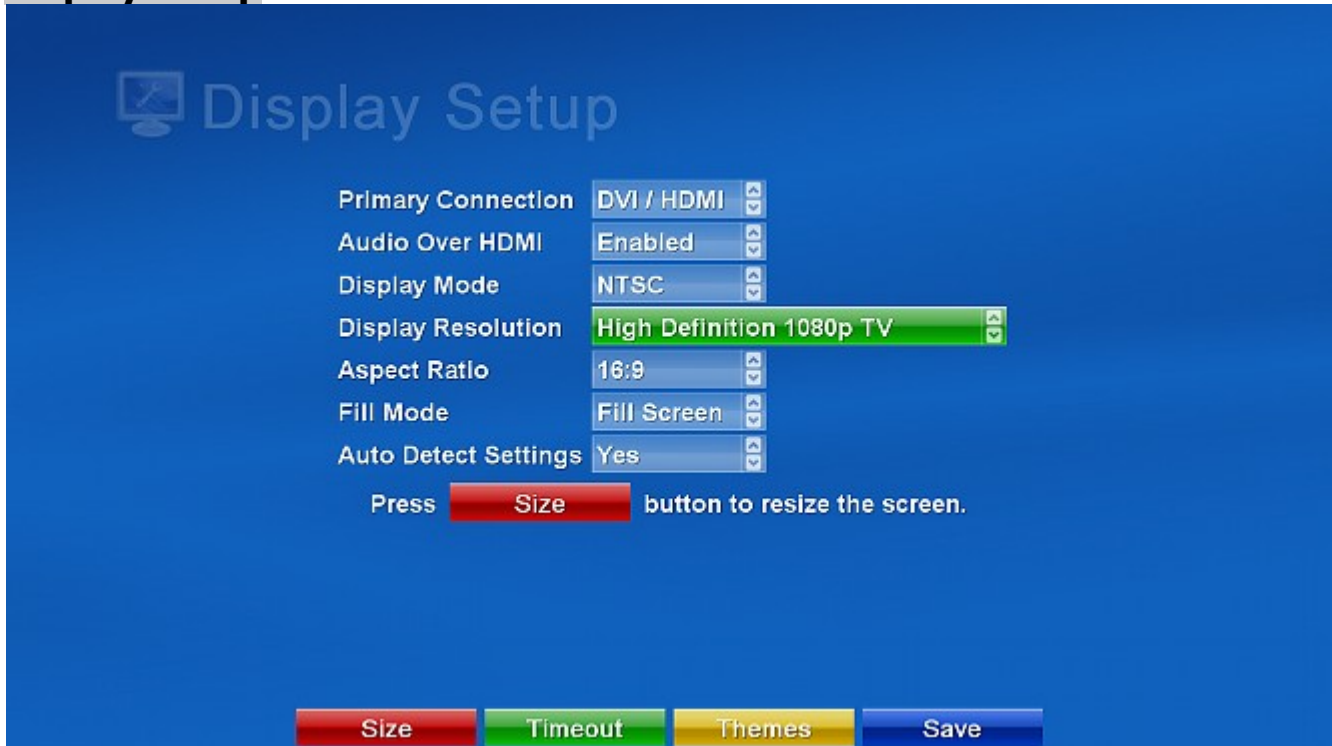 Display Setup
Primary Connection DVI / HDMI
Audio Over HDMI Enabled
Display Mode NTSC
Display Resolution High Definition 1080p TV
Aspect Ratio 16:9
Fill Mode Fill Screen
Auto Detect Settings Yes
Press Size button to resize the screen.
Size Timeout Themes Save